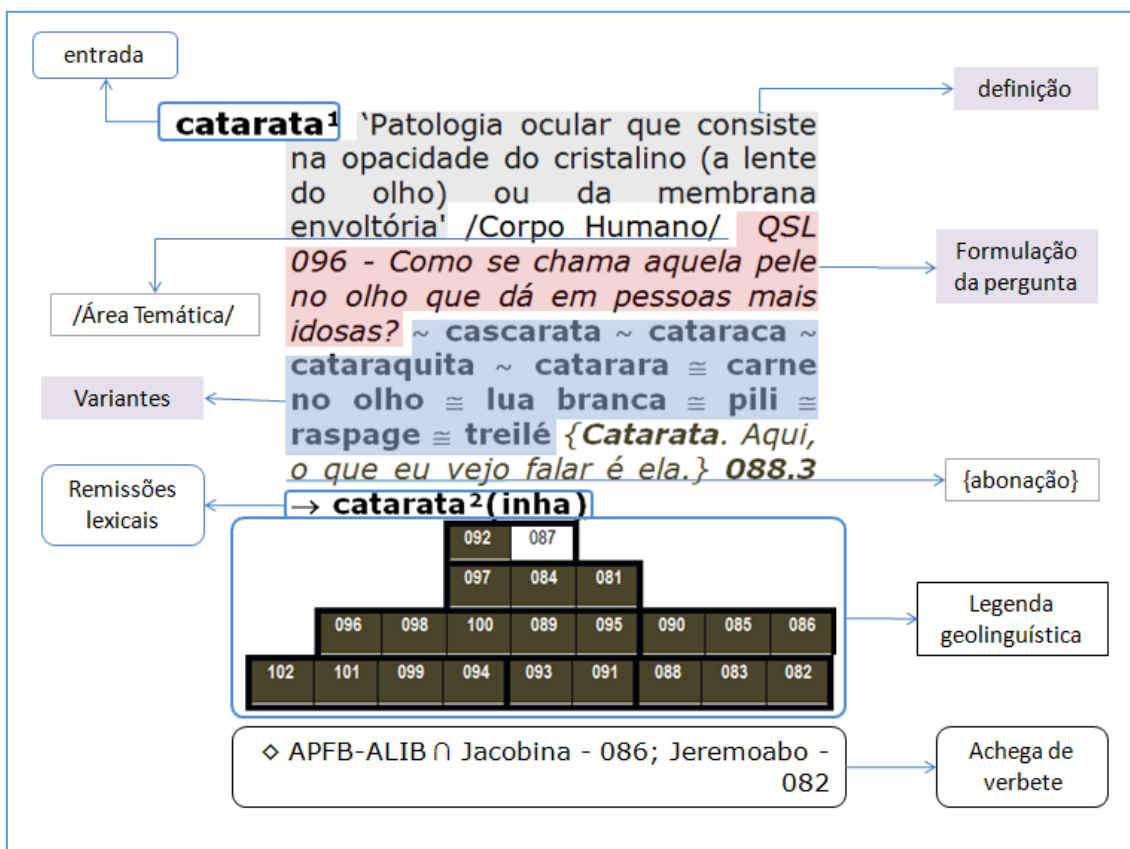 entrada
definição
catarata¹ ‘Patologia ocular que consiste
na opacidade do cristalino (a lente
do olho) ou da membrana
envoltória' /Corpo Humano/ QSL
096 - Como se chama aquela pele
no olho que dá em pessoas mais
idosas? ~ cascarata ~ cataraca ~
cataraquita ~ catarara ≅ carne
no olho ≅ lua branca ≅ pili ≅
raspage ≅ treilé {Catarata. Aqui,
o que eu vejo falar é ela.} 088.3
→ catarata²(inha)
Formulação
da pergunta
/Área Temática/
Variantes
Remissões
lexicais
{abonação}
092 087
097 084 081
096 098 100 089 095 090 085 086
102 101 099 094 093 091 088 083 082
Legenda
geolinguística
◇ APFB-ALIB ∩ Jacobina - 086; Jeremoabo -
082
Achega de
verbete